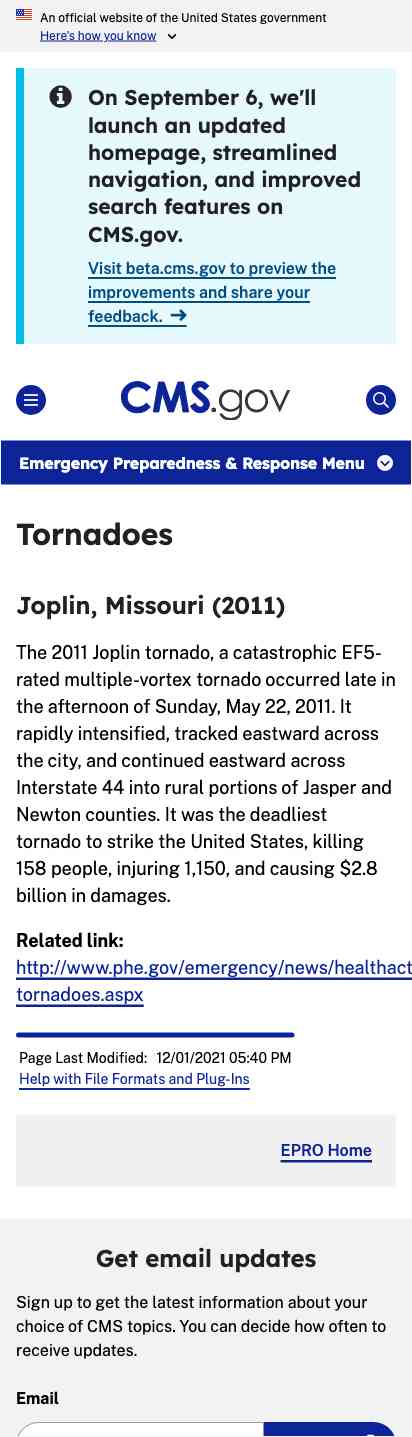 An official website of the United States government
Here's how you know
On September 6, we'll
launch an updated
homepage, streamlined
navigation, and improved
search features on
CMS.gov.
Visit beta.cms.gov to preview the
improvements and share your
feedback.
CMS.gov
Emergency Preparedness & Response Menu
Tornadoes
Joplin, Missouri (2011)
The 2011 Joplin tornado, a catastrophic EF5-
rated multiple-vortex tornado occurred late in
the afternoon of Sunday, May 22, 2011. It
rapidly intensified, tracked eastward across
the city, and continued eastward across
Interstate 44 into rural portions of Jasper and
Newton counties. It was the deadliest
tornado to strike the United States, killing
158 people, injuring 1,150, and causing $2.8
billion in damages.
Related link:
http://www.phe.gov/emergency/news/healthact
tornadoes.aspx
Page Last Modified: 12/01/2021 05:40 PM
Help with File Formats and Plug-Ins
EPRO Home
Get email updates
Sign up to get the latest information about your
choice of CMS topics. You can decide how often to
receive updates.
Email